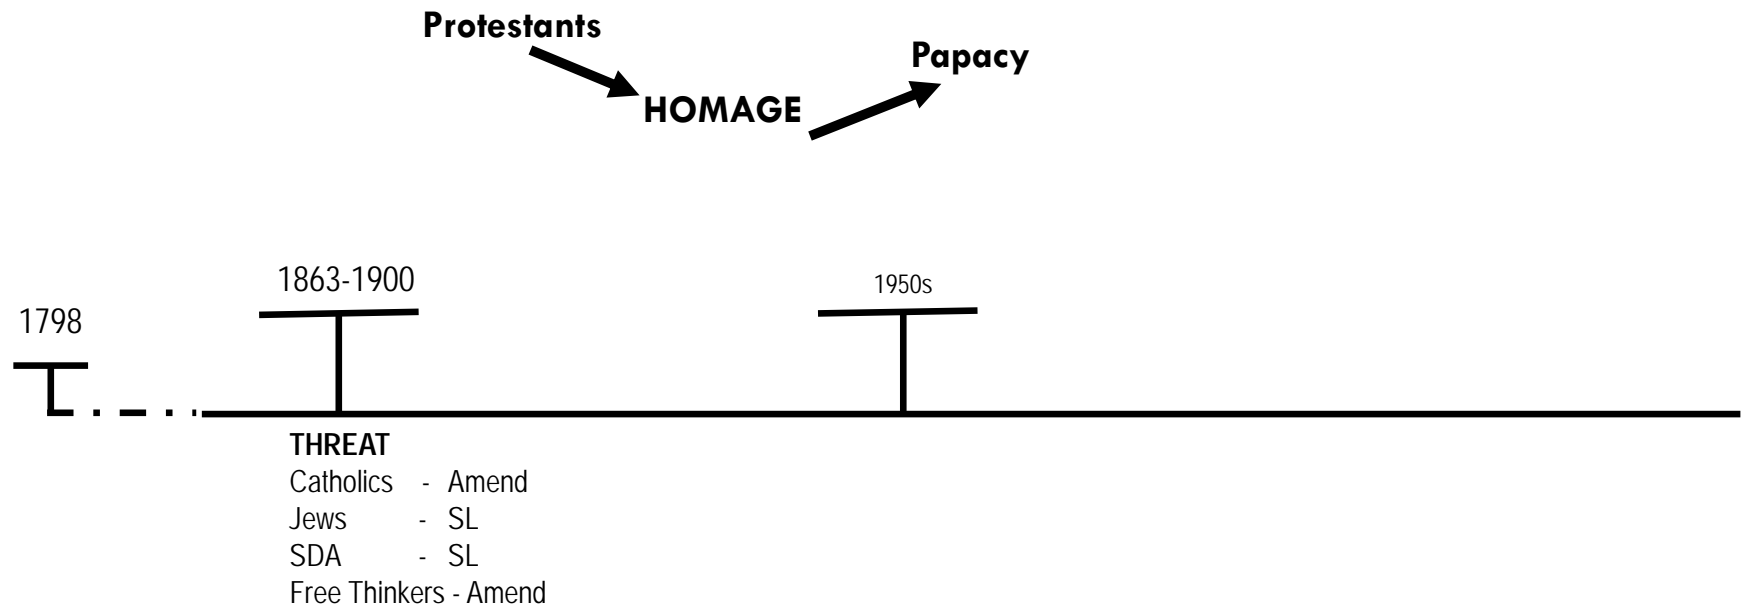 Protestants
Papacy
HOMAGE
1863-1900
1950s
1798
THREAT
Catholics - Amend
Jews - SL
SDA - SL
Free Thinkers - Amend